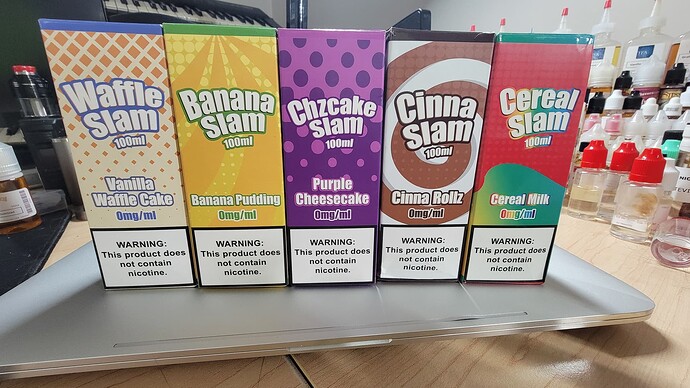 Waffle
Slam
100ml
Vanilla
Waffle Cake
0mg/ml
WARNING:
This product does
not contain
nicotine.
Banana
Slam
100ml
Banana Pudding
0mg/ml
WARNING:
This product does
not contain
nicotine.
Chzcake
Slam
100ml
Purple
Cheesecake
0mg/ml
WARNING:
This product does
not contain
nicotine.
Cinna
Slam
100ml
Cinna Rollz
0mg/ml
WARNING:
This product does
not contain
nicotine.
Cereal
Slam
100ml
Cereal Milk
0mg/ml
WARNING:
This product does
not contain
nicotine.